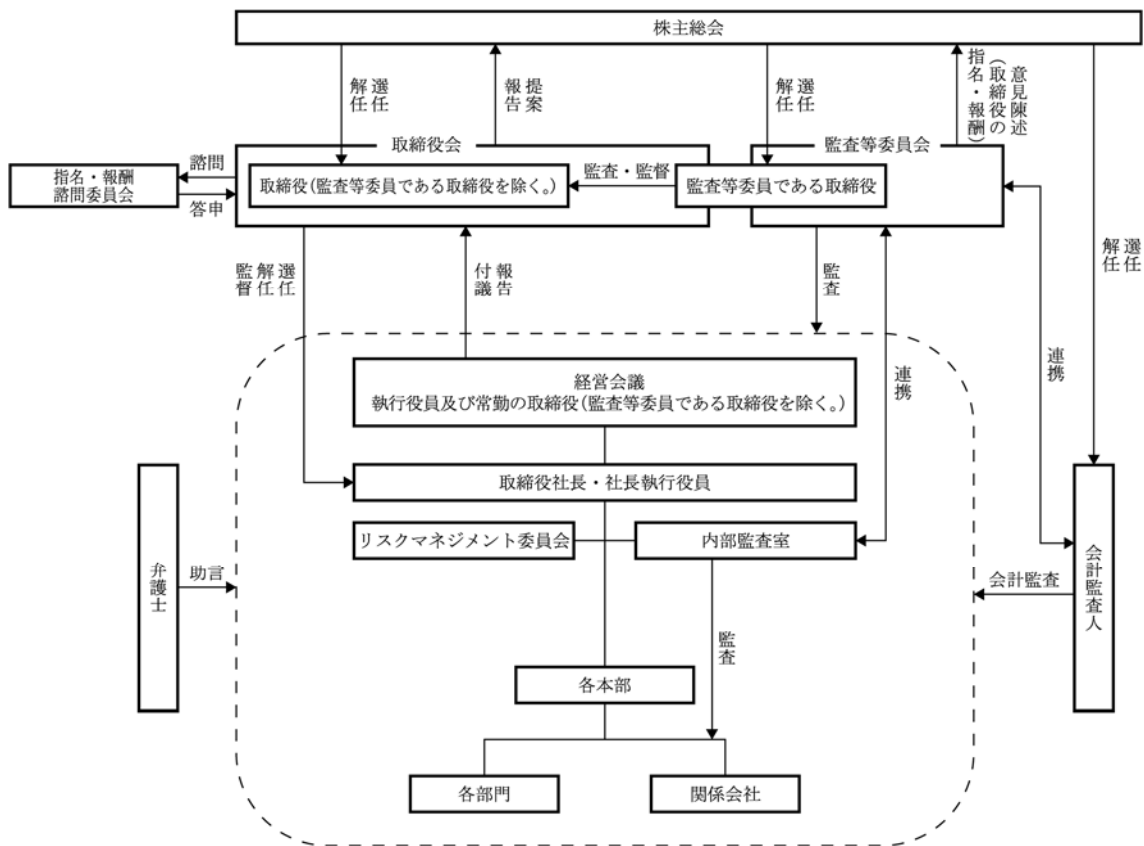 株主総会
選任
解任
提案
報告
選任
解任
意見陳述
(取締役の
指名・報酬)
取締役会
監査等委員会
諮問
指名・報酬
諮問委員会
答申
取締役(監査等委員である取締役を除く。)
監査・監督
監査等委員である取締役
選任
解任
選任
解任
監督
報告
付議
監査
連携
連携
経営会議
執行役員及び常勤の取締役(監査等委員である取締役を除く。)
取締役社長・社長執行役員
リスクマネジメント委員会
内部監査室
弁護士
助言
会計監査
会計監査人
監査
各本部
各部門
関係会社